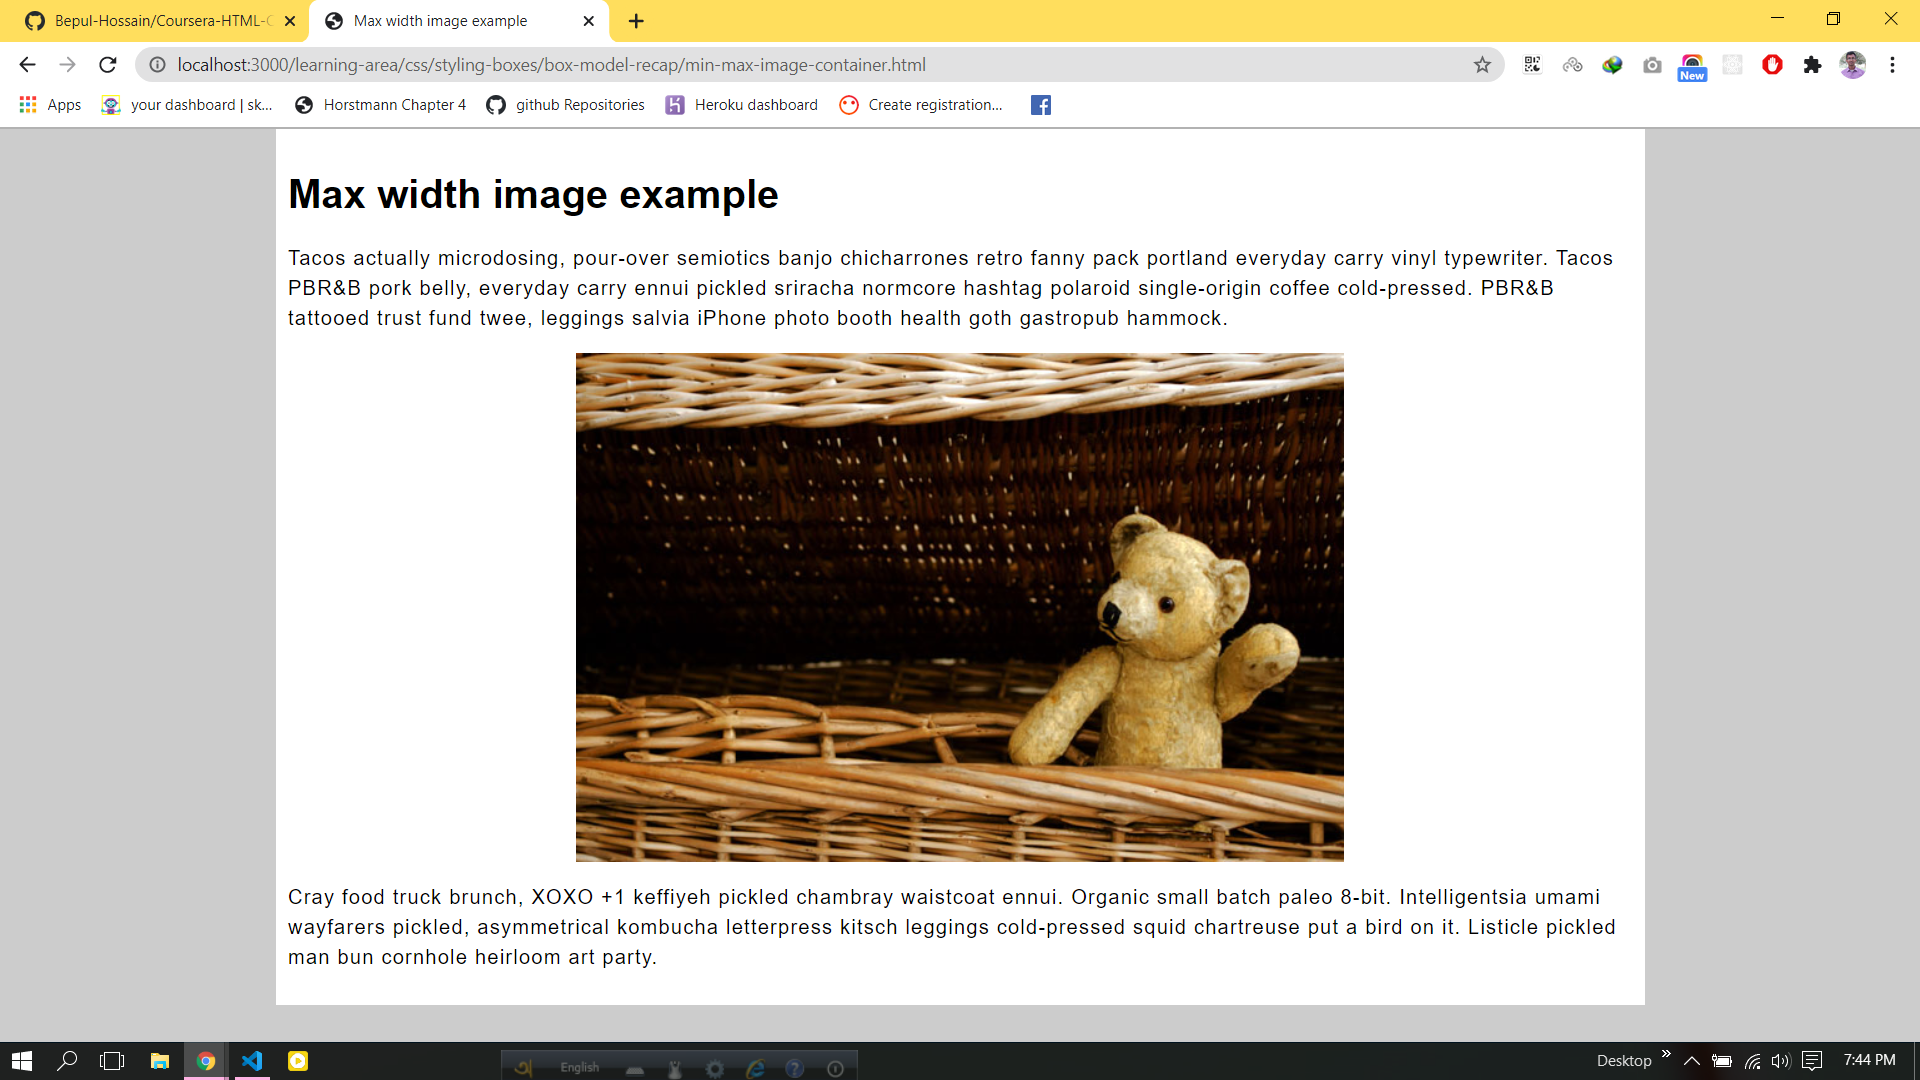 Bepul-Hossain/Coursera-HTML-C
Max width image example
localhost:3000/learning-area/css/styling-boxes/box-model-recap/min-max-image-container.html
New
Apps
your dashboard | sk...
Horstmann Chapter 4
github Repositories
Heroku dashboard
Create registration...
Max width image example
Tacos actually microdosing, pour-over semiotics banjo chicharrones retro fanny pack portland everyday carry vinyl typewriter. Tacos
PBR&B pork belly, everyday carry ennui pickled sriracha normcore hashtag polaroid single-origin coffee cold-pressed. PBR&B
tattooed trust fund twee, leggings salvia iPhone photo booth health goth gastropub hammock.
Cray food truck brunch, XOXO +1 keffiyeh pickled chambray waistcoat ennui. Organic small batch paleo 8-bit. Intelligentsia umami
wayfarers pickled, asymmetrical kombucha letterpress kitsch leggings cold-pressed squid chartreuse put a bird on it. Listicle pickled
man bun cornhole heirloom art party.
English
Desktop
7:44 PM